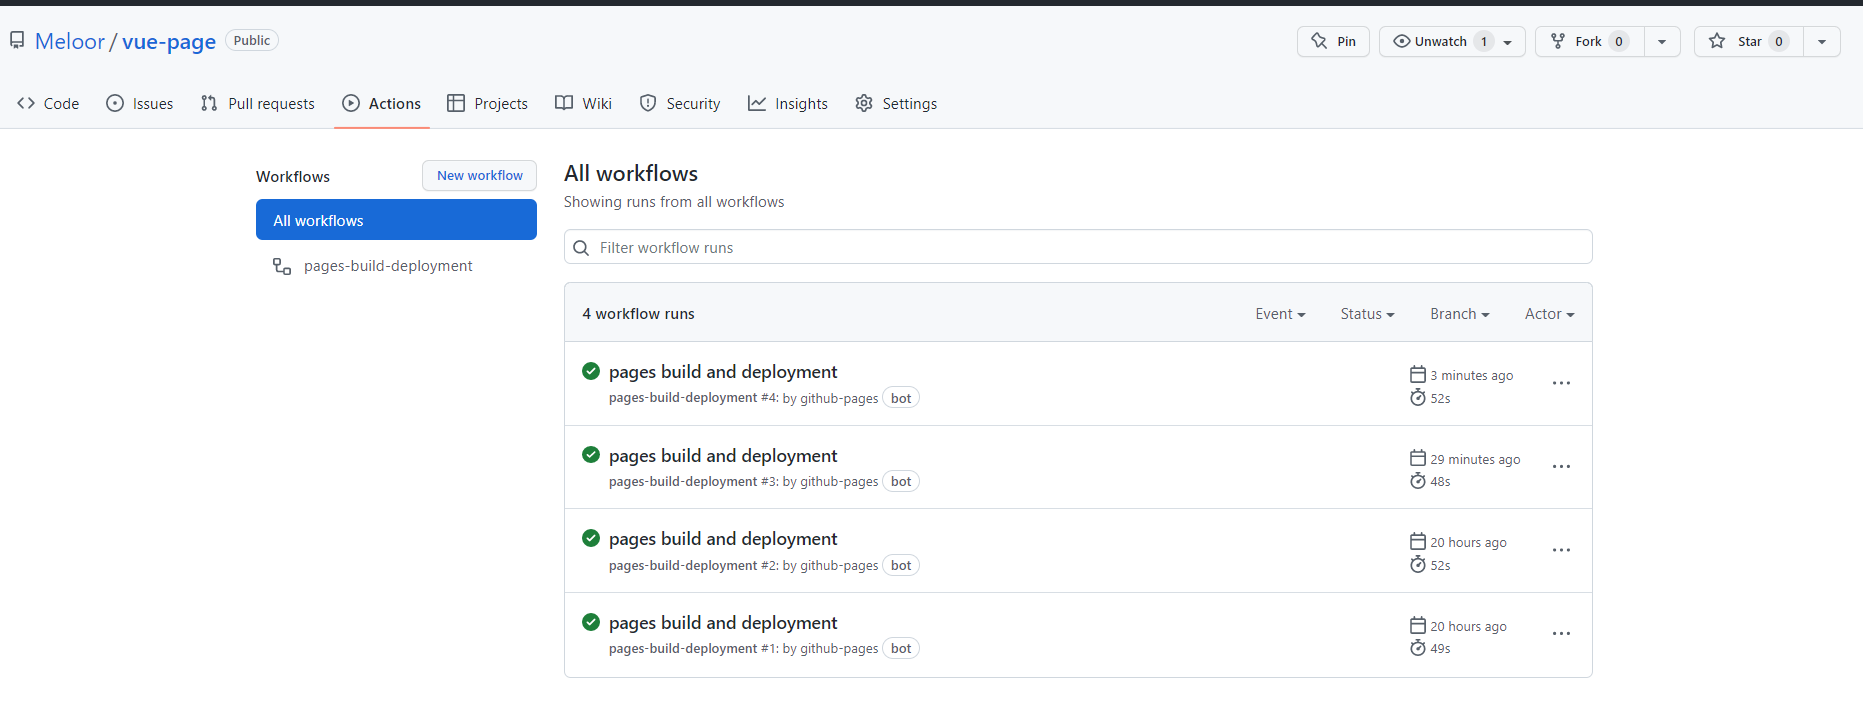 Meloor / vue-page Public
Pin
Unwatch 1
Fork 0
Star 0
Code
Issues
Pull requests
Actions
Projects
Wiki
Security
Insights
Settings
Workflows
New workflow
All workflows
pages-build-deployment
All workflows
Showing runs from all workflows
Filter workflow runs
4 workflow runs
Event
Status
Branch
Actor
pages build and deployment
pages-build-deployment #4: by github-pages bot
3 minutes ago
52s
pages build and deployment
pages-build-deployment #3: by github-pages bot
29 minutes ago
48s
pages build and deployment
pages-build-deployment #2: by github-pages bot
20 hours ago
52s
pages build and deployment
pages-build-deployment #1: by github-pages bot
20 hours ago
49s